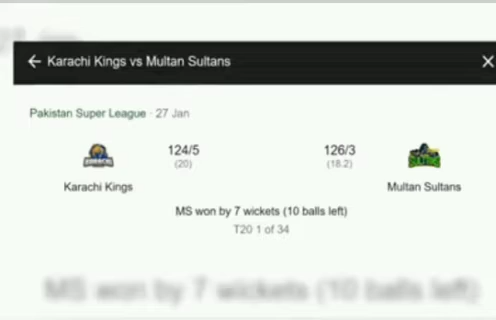 Karachi Kings vs Multan Sultans
Pakistan Super League · 27 Jan
124/5 126/3
(20) (18.2)
Karachi Kings Multan Sultans
MS won by 7 wickets (10 balls left)
T20 1 of 34
MS won by 7 wickets (10 balls left)